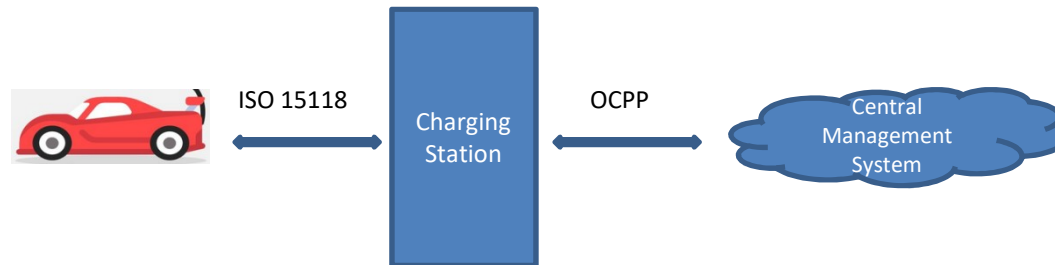 ISO 15118
Charging
Station
OCPP
Central
Management
System